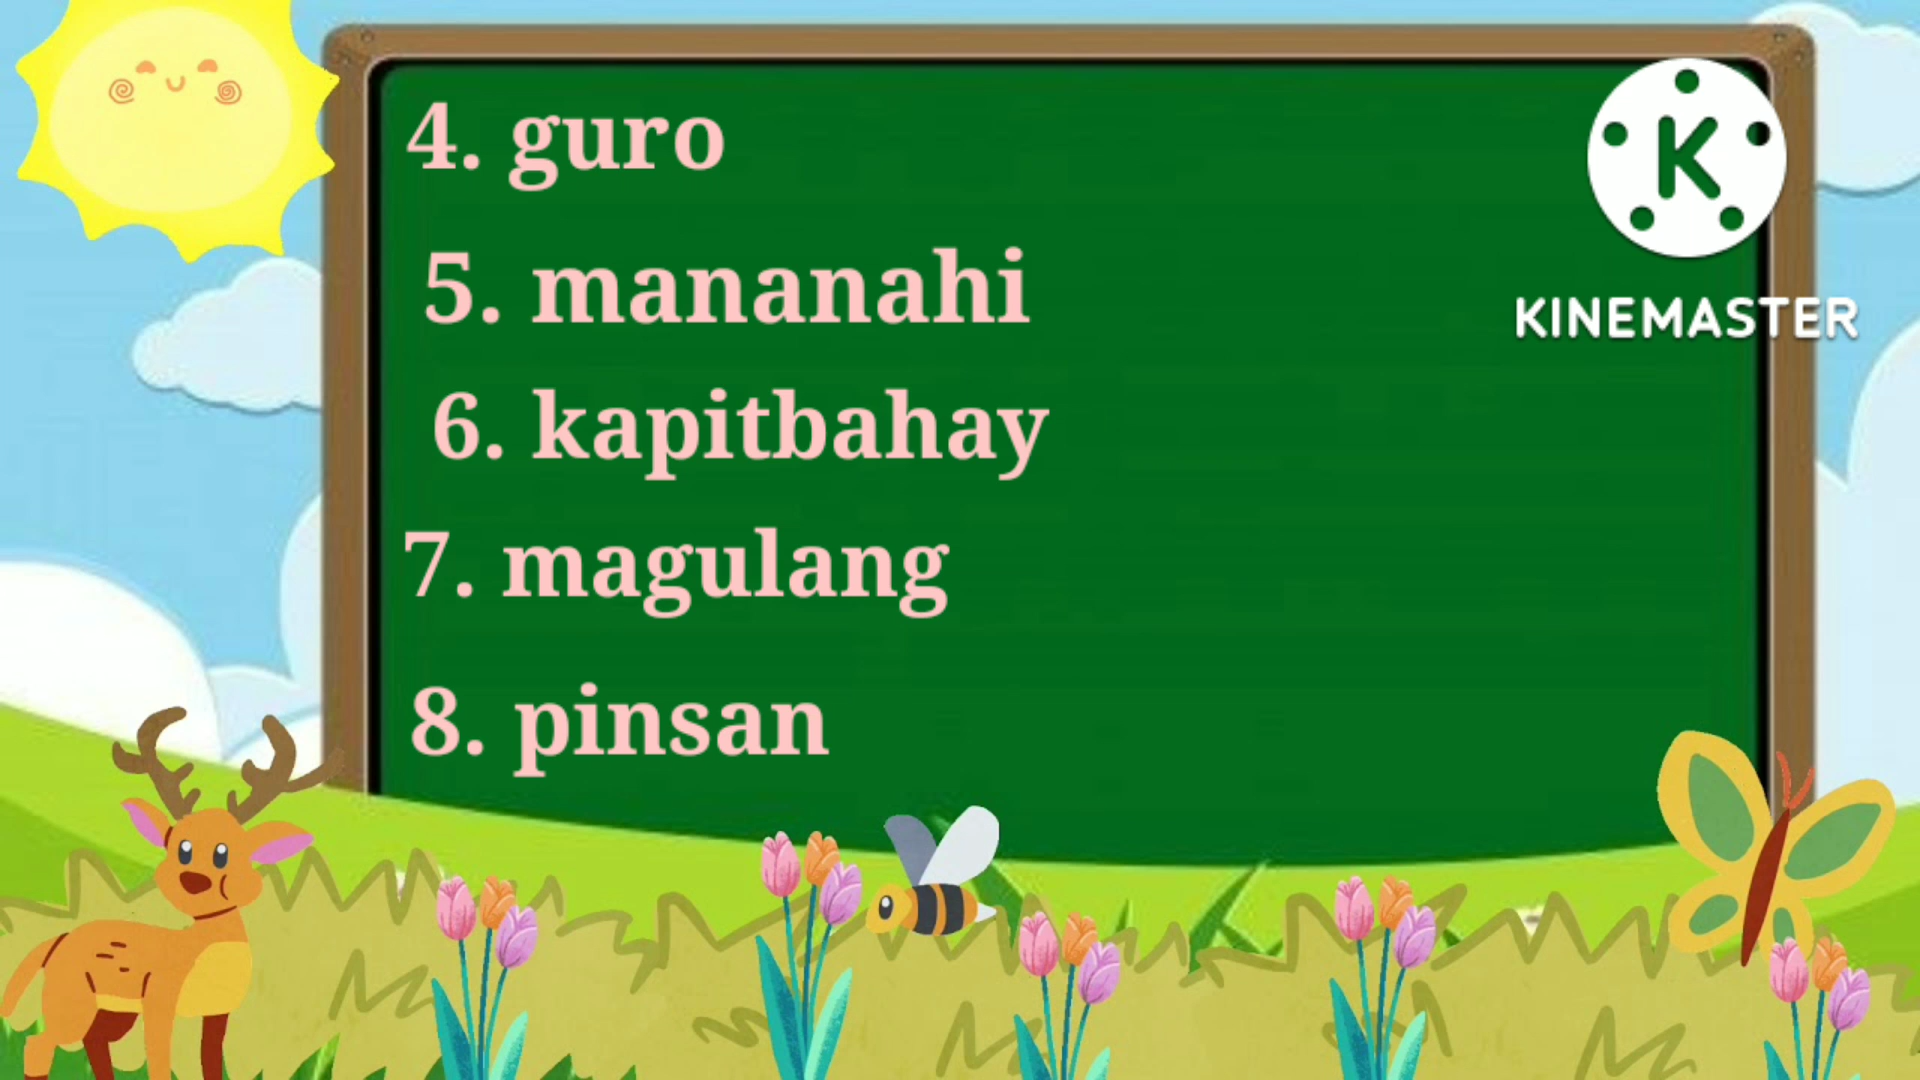 4. guro
5. mananahi
6. kapitbahay
7. magulang
8. pinsan
K
KINEMASTER